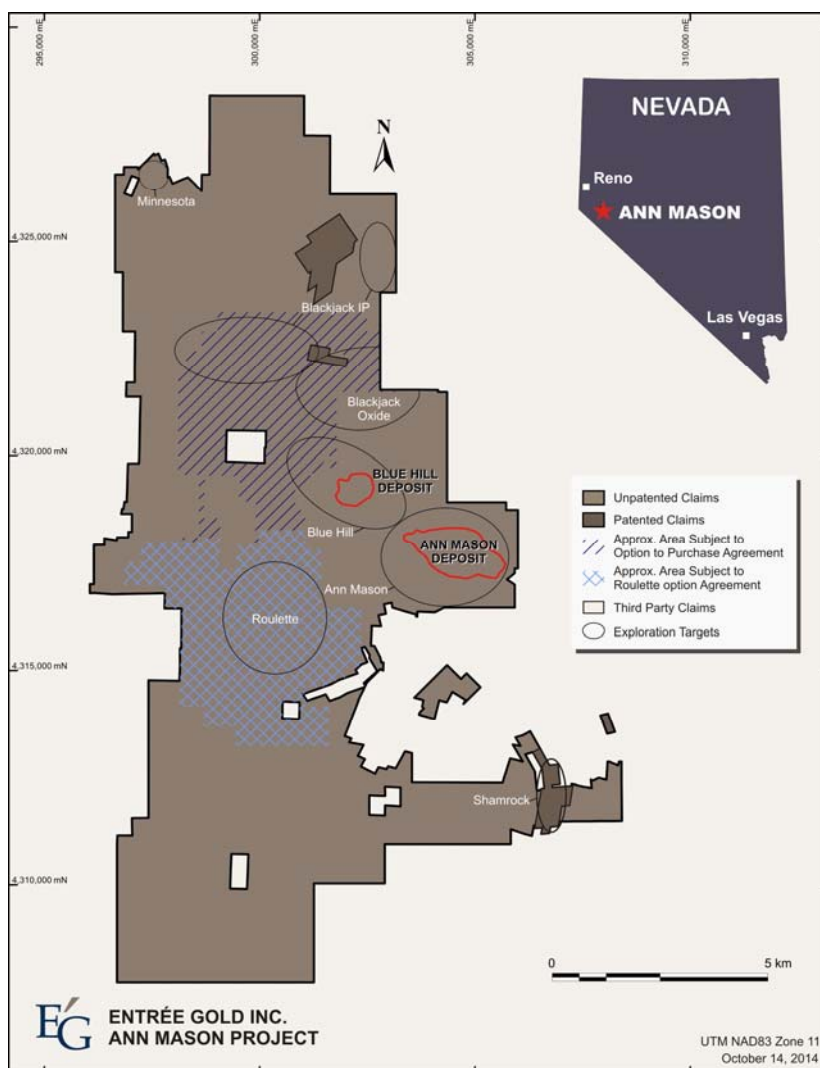 295,000 mE
300,000 mE
305,000 mE
310,000 mE
N
NEVADA
Reno
ANN MASON
Las Vegas
Minnesota
4,325,000 mN
Blackjack IP
Blackjack
Oxide
4,320,000 mN
BLUE HILL
DEPOSIT
Blue Hill
ANN MASON
DEPOSIT
Ann Mason
Roulette
4,315,000 mN
Shamrock
4,310,000 mN
Unpatented Claims
Patented Claims
Approx. Area Subject to
Option to Purchase Agreement
Approx. Area Subject to
Roulette option Agreement
Third Party Claims
Exploration Targets
0 5 km
EG
ENTRÉE GOLD INC.
ANN MASON PROJECT
UTM NAD83 Zone 11
October 14, 2014